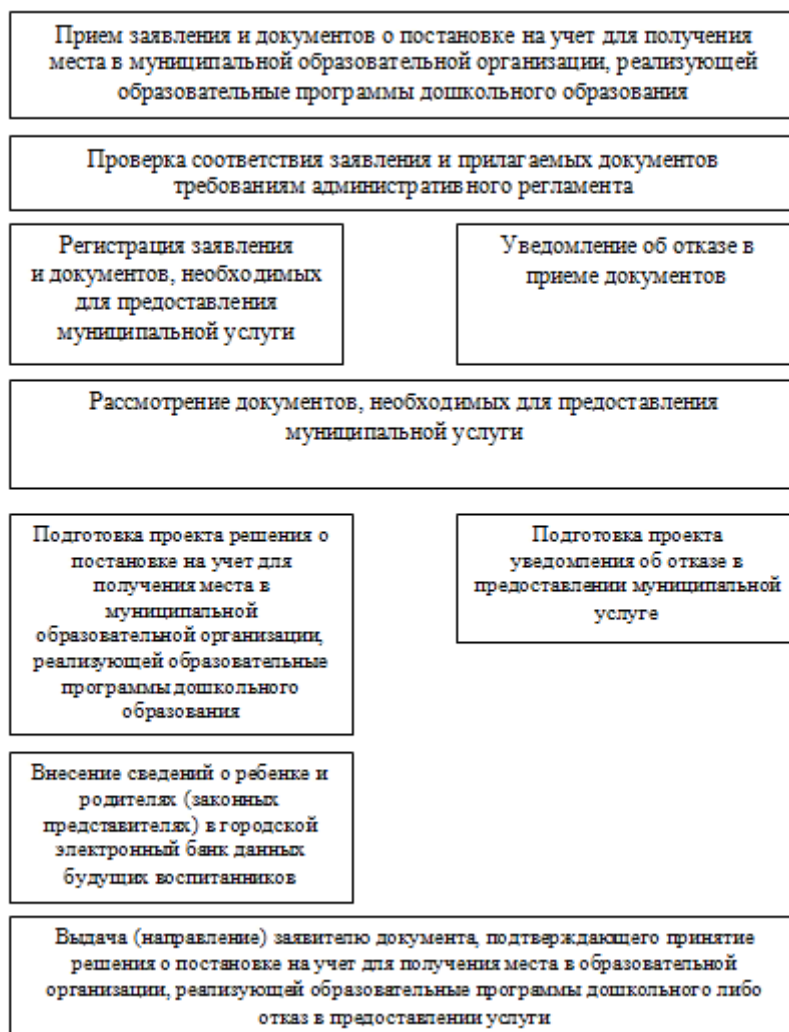 Прием заявления и документов о постановке на учет для получения
места в муниципальной образовательной организации, реализующей
образовательные программы дошкольного образования
Проверка соответствия заявления и прилагаемых документов
требованиям административного регламента
Регистрация заявления
и документов, необходимых
для предоставления
муниципальной услуги
Уведомление об отказе в
приеме документов
Рассмотрение документов, необходимых для предоставления
муниципальной услуги
Подготовка проекта решения о
постановке на учет для
получения места в
муниципальной
образовательной организации,
реализующей образовательные
программы дошкольного
образования
Подготовка проекта
уведомления об отказе в
предоставлении муниципальной
услуге
Внесение сведений о ребенке и
родителях (законных
представителях) в городской
электронный банк данных
будущих воспитанников
Выдача (направление) заявителю документа, подтверждающего принятие
решения о постановке на учет для получения места в образовательной
организации, реализующей образовательные программы дошкольного либо
отказ в предоставлении услуги